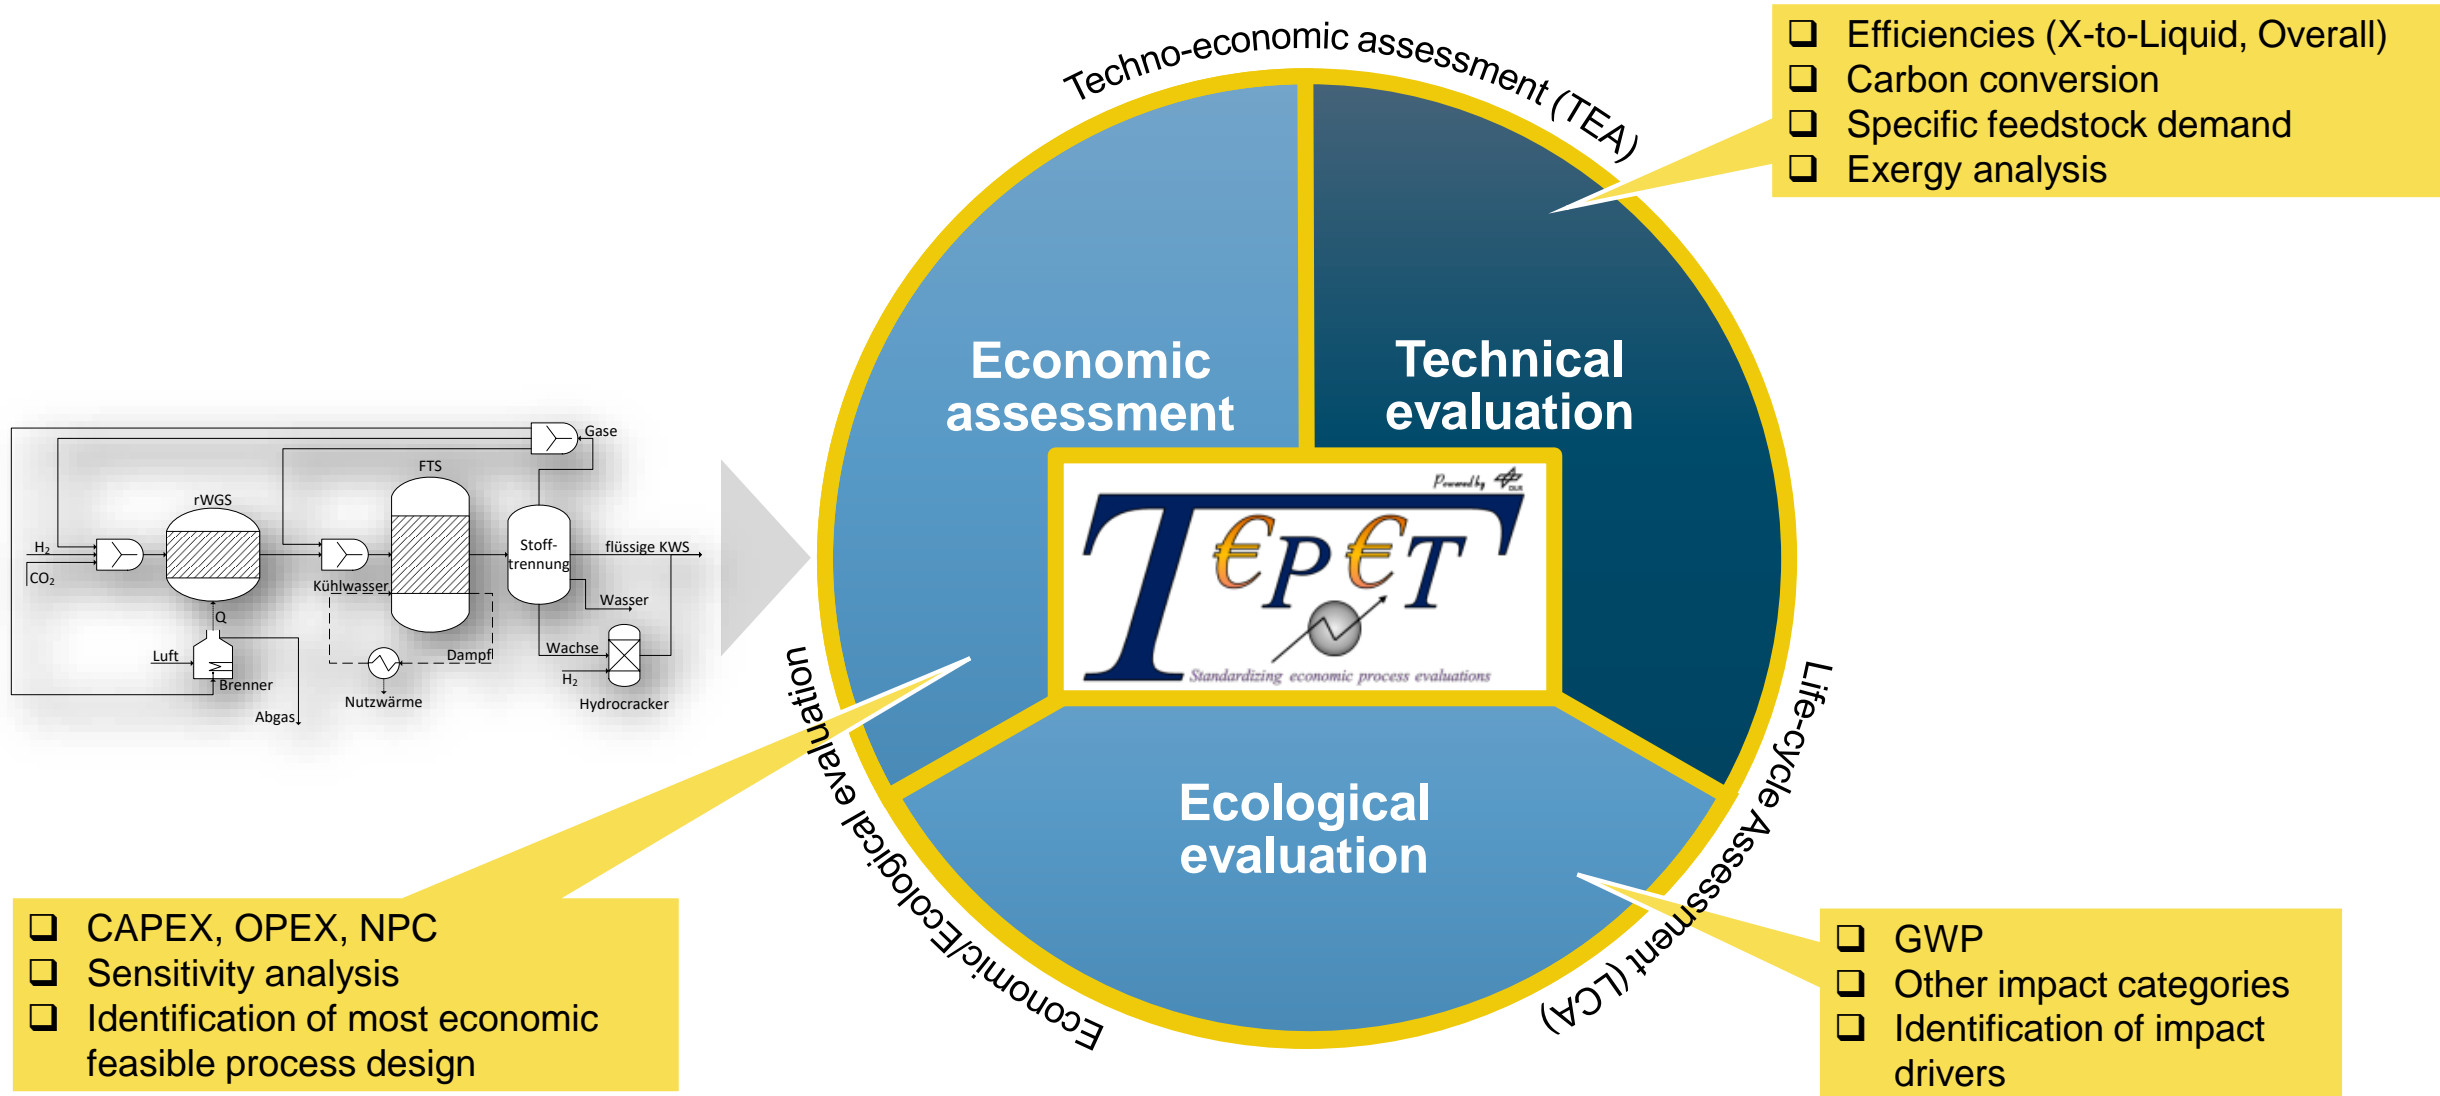 Techno-economic assessment (TEA)
❑ Efficiencies (X-to-Liquid, Overall)
❑ Carbon conversion
❑ Specific feedstock demand
❑ Exergy analysis
Economic
assessment
Technical
evaluation
Powered by
DLR
T€P€T
Standardizing economic process evaluations
Ecological
evaluation
Gase
FTS
rWGS
H₂
CO₂
Stoff-
trennung
flüssige KWS
Kühlwasser
Wasser
Q
Luft
Brenner
Dampf
Wachse
H₂
Nutzwärme
Hydrocracker
Abgas
Economic/Ecological evaluation
Life-cycle Assessment (LCA)
❑ CAPEX, OPEX, NPC
❑ Sensitivity analysis
❑ Identification of most economic
feasible process design
❑ GWP
❑ Other impact categories
❑ Identification of impact
drivers